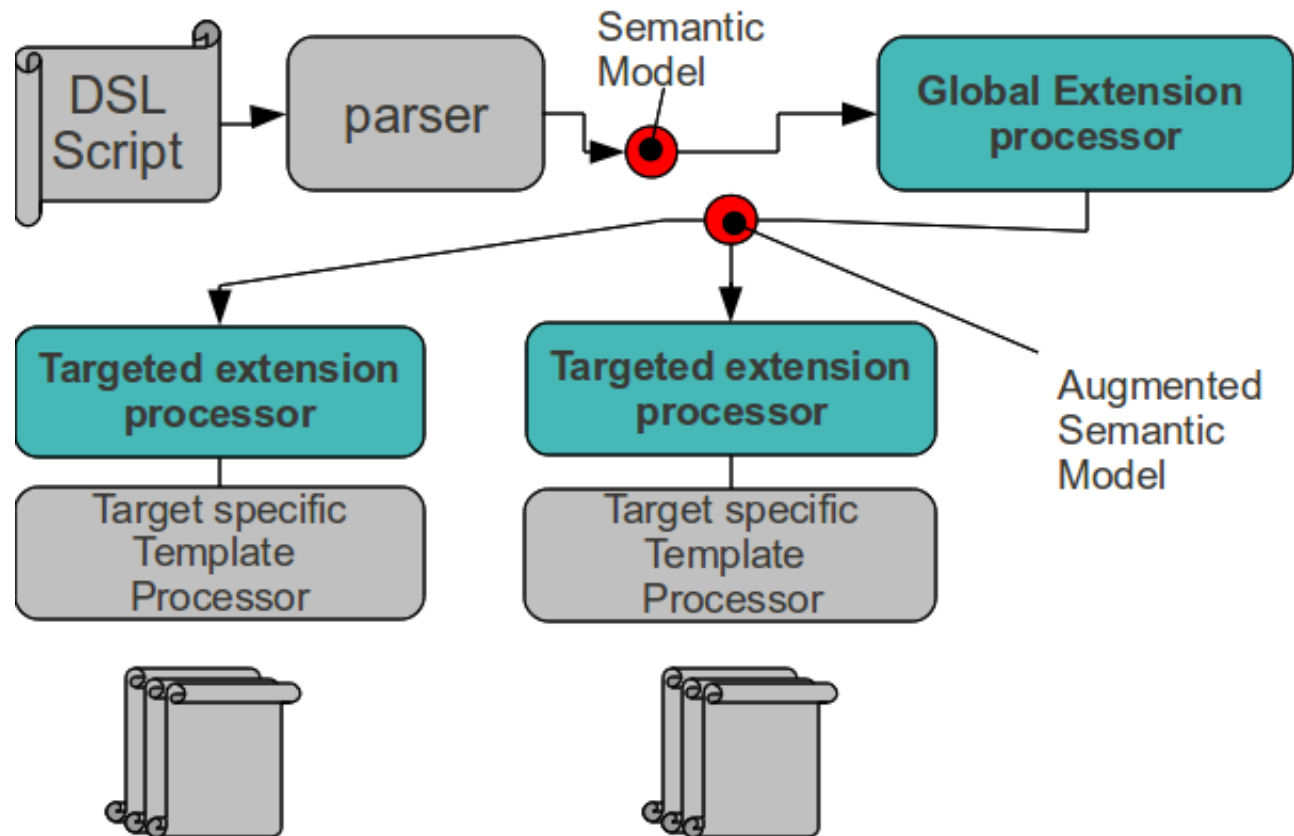 DSL
Script
parser
Semantic
Model
Global Extension
processor
Targeted extension
processor
Targeted extension
processor
Augmented
Semantic
Model
Target specific
Template
Processor
Target specific
Template
Processor